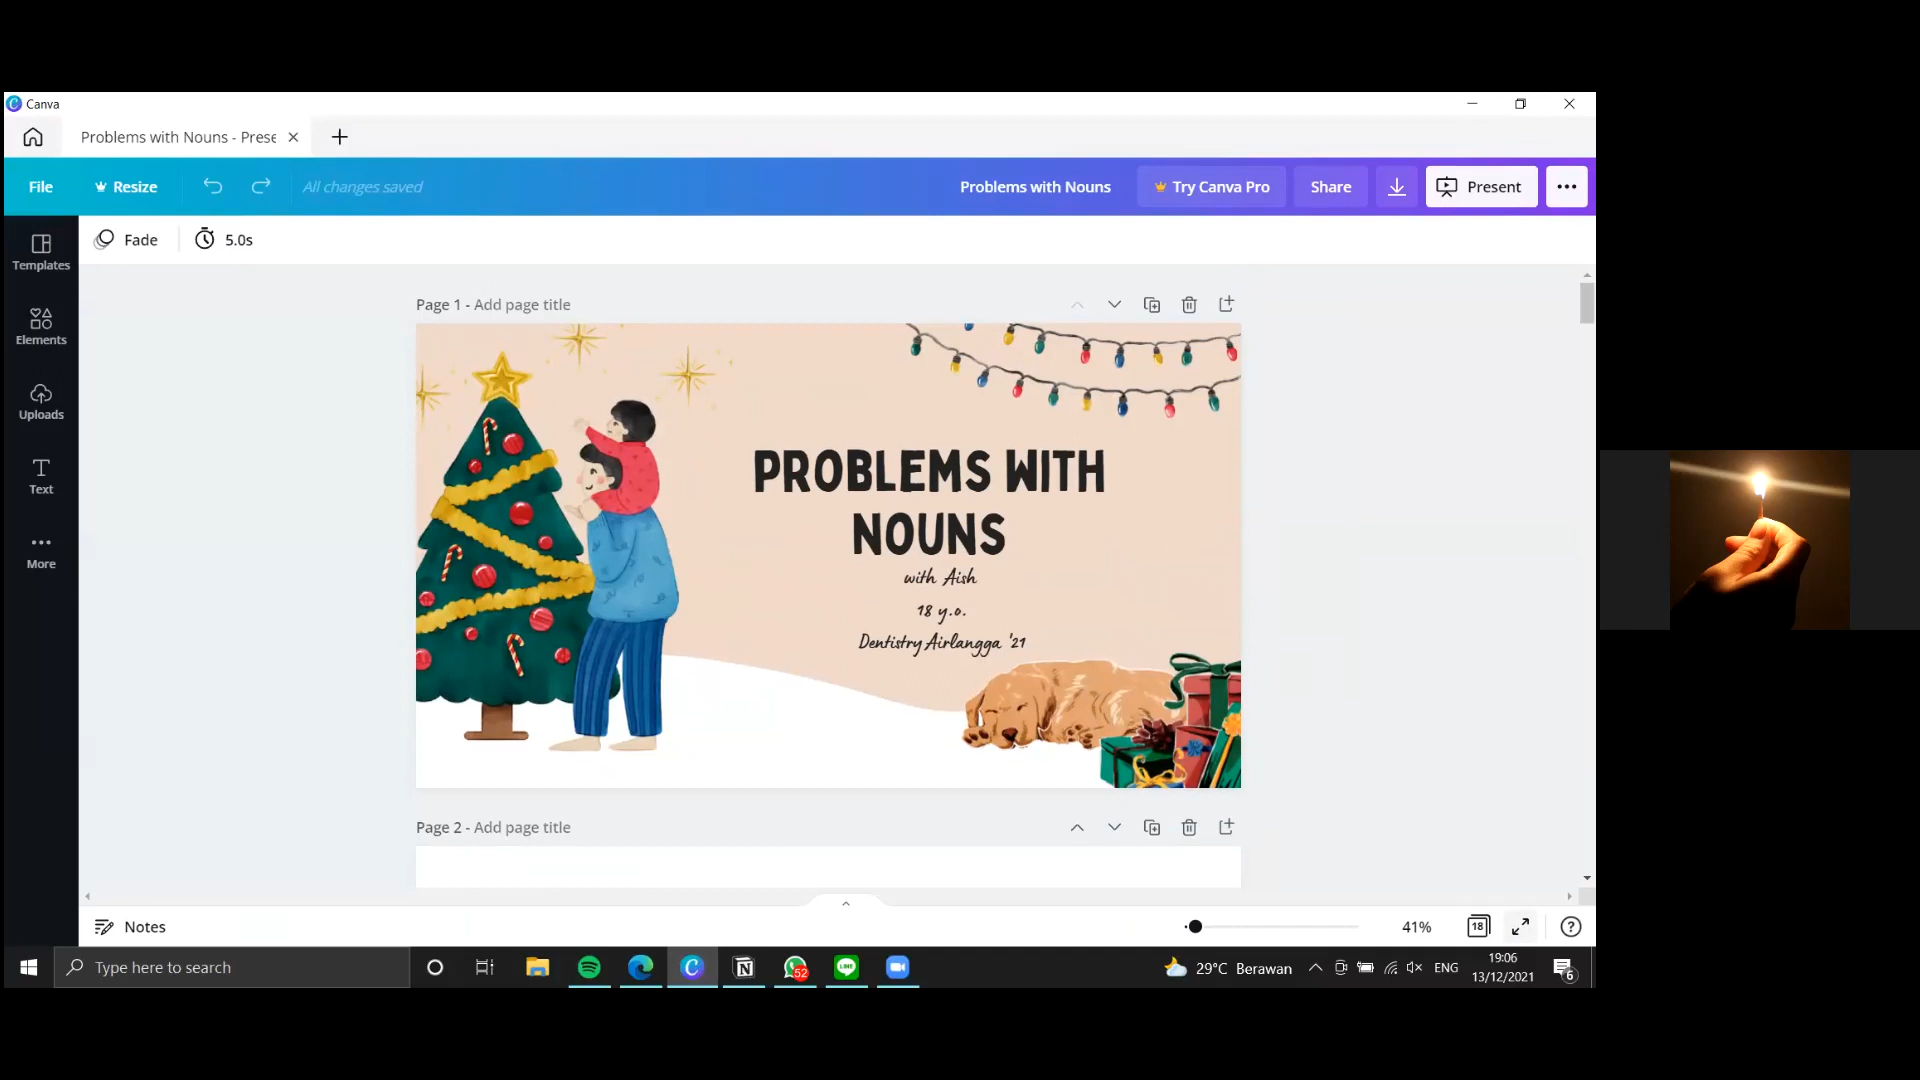 Canva
Problems with Nouns - Prese
File
Resize
All changes saved
Problems with Nouns
Try Canva Pro
Share
Present
Templates
Elements
Uploads
Text
More
Fade
5.0s
Page 1 - Add page title
PROBLEMS WITH
NOUNS
with Aish
18 y.o.
Dentistry Airlangga '21
Page 2 - Add page title
Notes
41%
18
Type here to search
52
29°C Berawan
ENG
19:06
13/12/2021
6